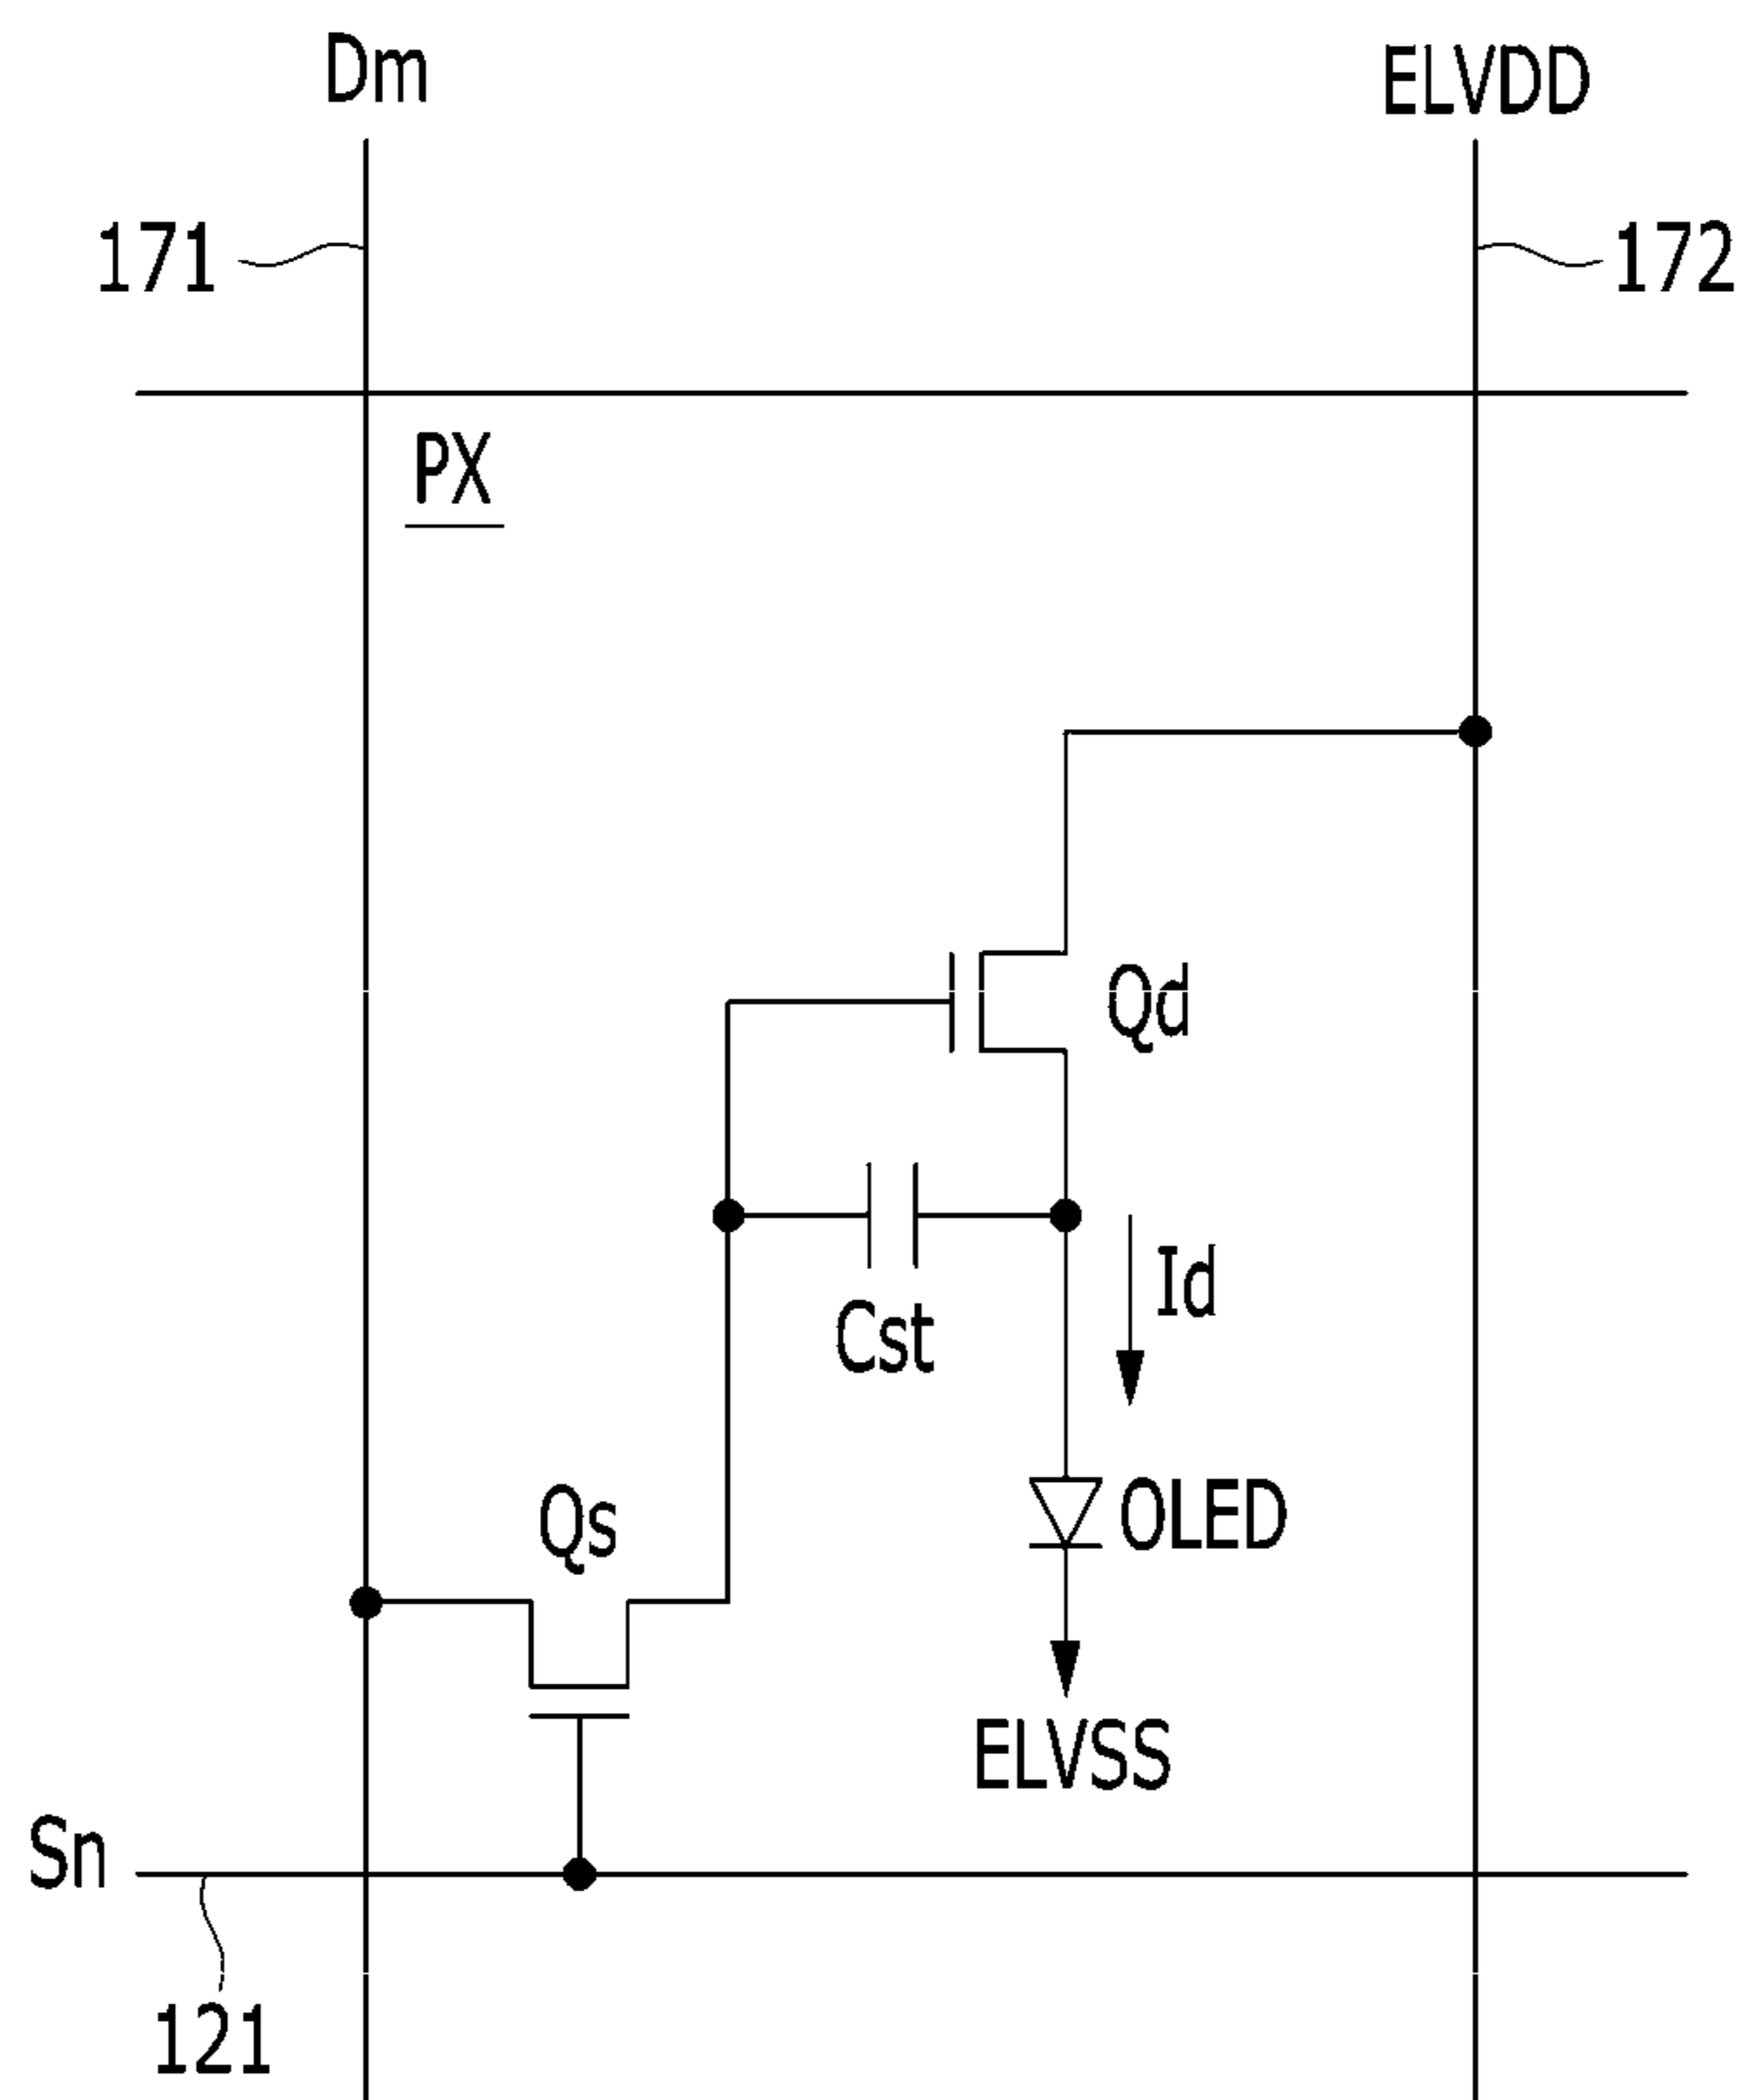 Dm
ELVDD
171
172
PX
Qd
Id
Cst
OLED
Qs
ELVSS
Sn
121